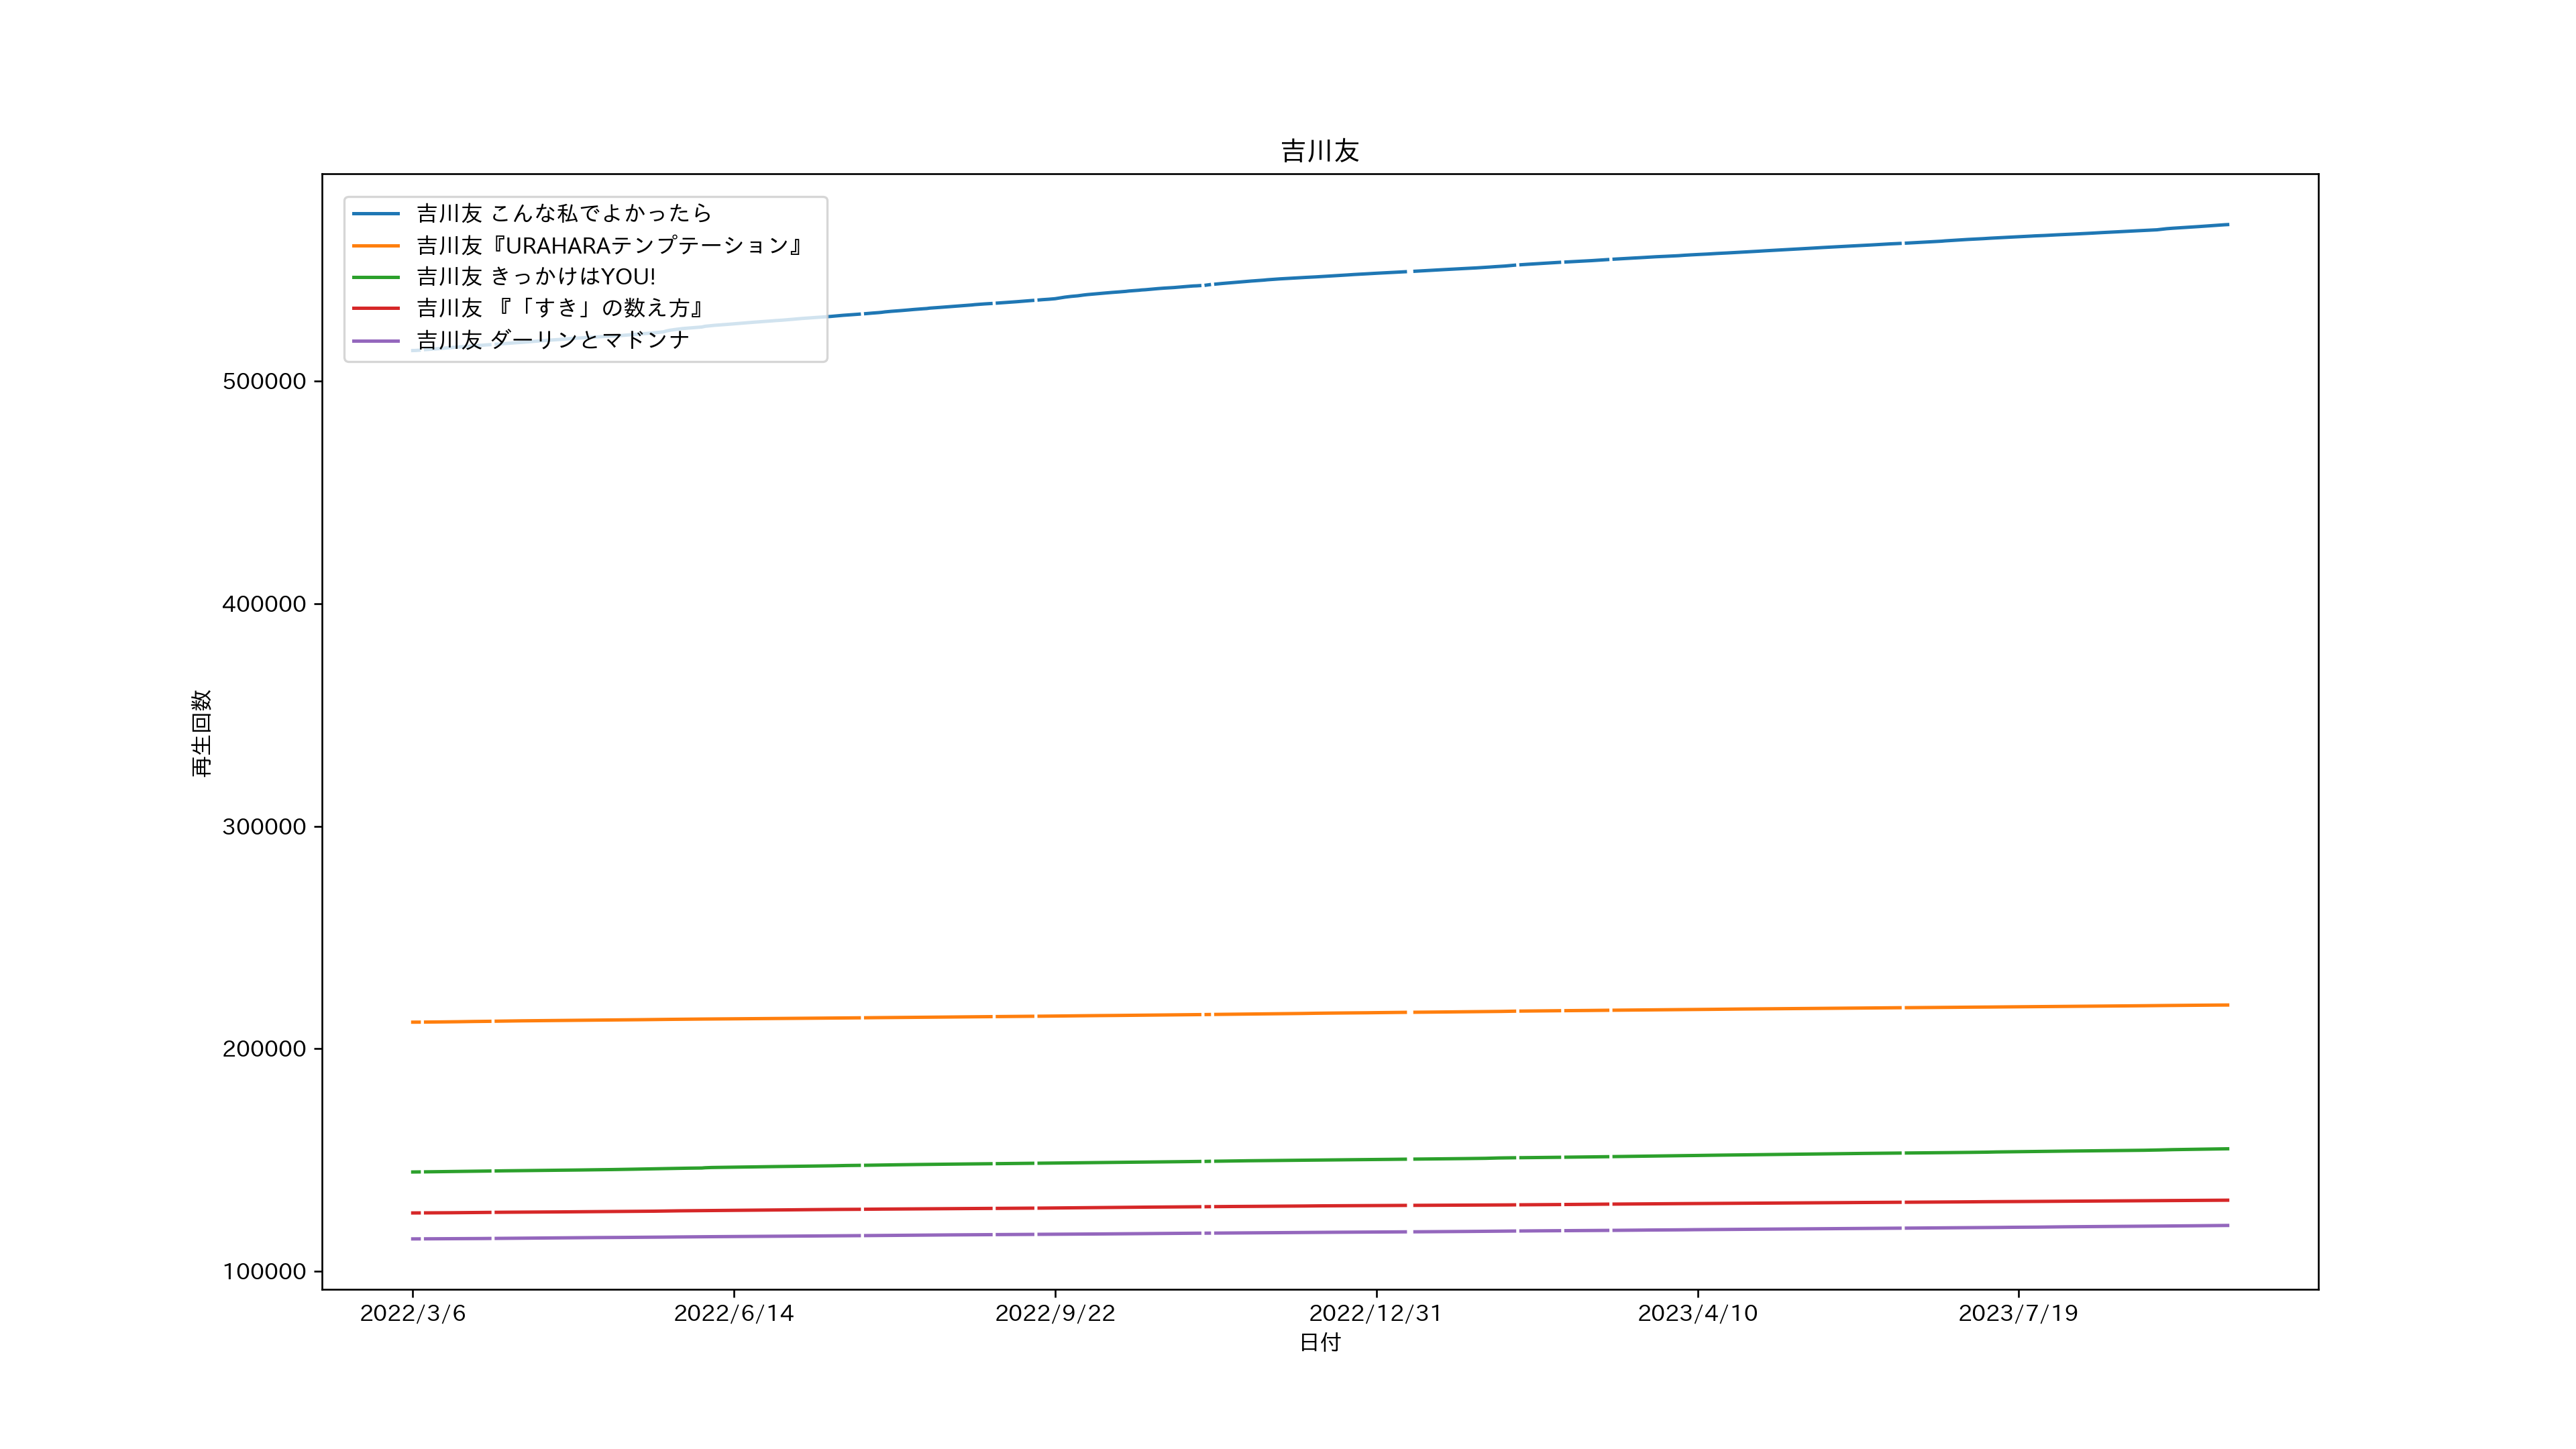 吉川友
吉川友 こんな私でよかったら
吉川友『URAHARAテンプテーション』
吉川友 きっかけはYOU!
吉川友 『「すき」の数え方』
吉川友 ダーリンとマドンナ
再生回数
500000
400000
300000
200000
100000
2022/3/6
2022/6/14
2022/9/22
2022/12/31
2023/4/10
2023/7/19
日付